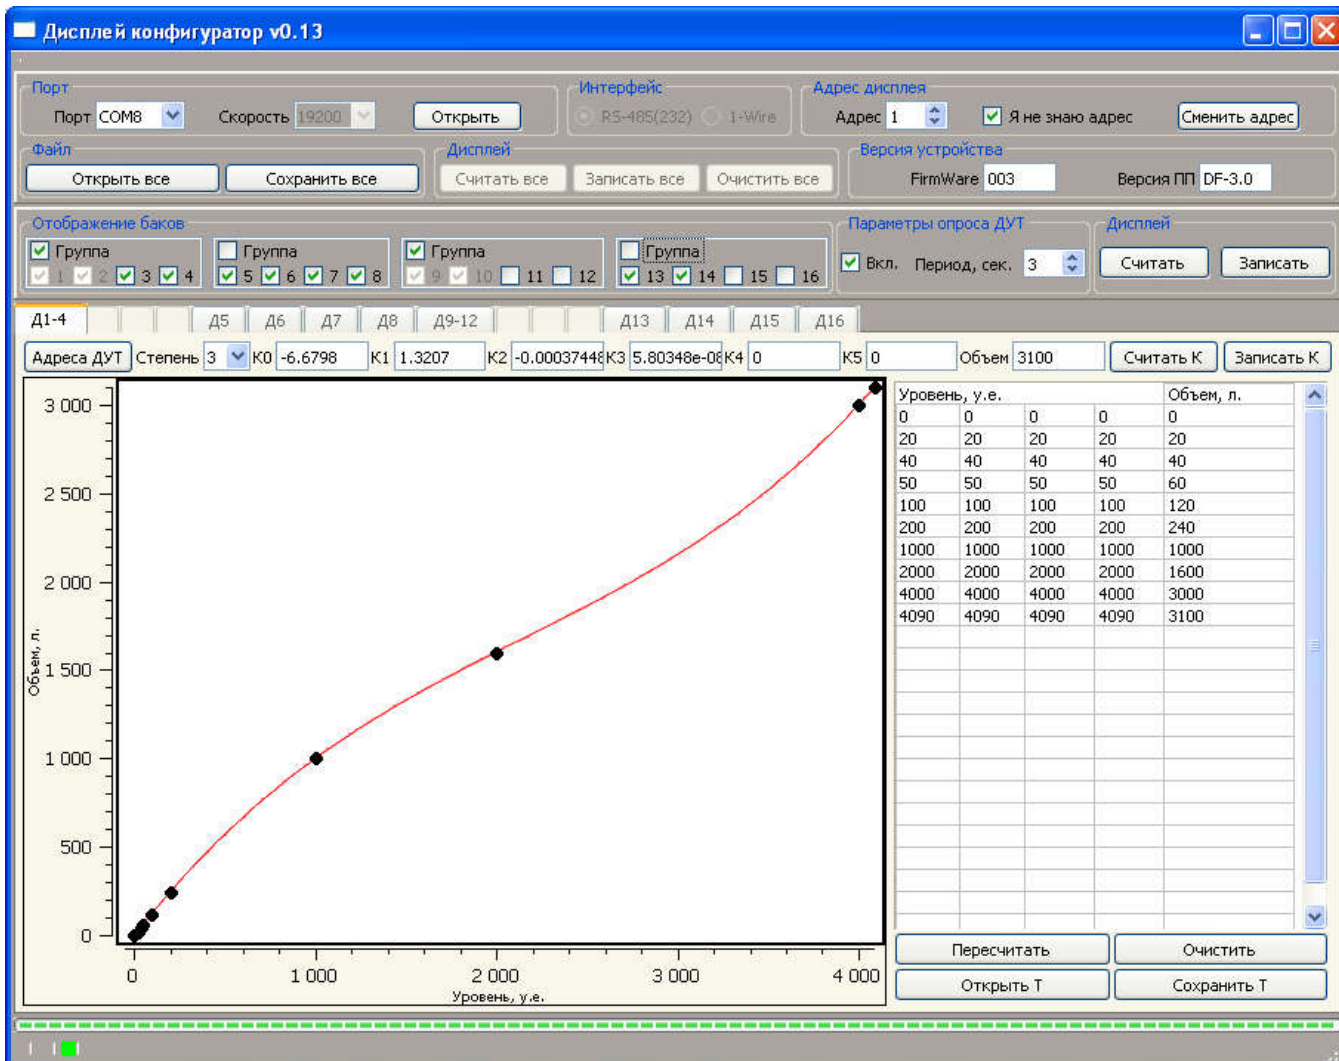 Дисплей конфигуратор v0.13
Порт Интерфейс Адрес дисплея
Порт COM8 Скорость 19200 Открыть RS-485(232) 1-Wire Адрес 1 Я не знаю адрес Сменить адрес
Файл Дисплей Версия устройства
Открыть все Сохранить все Считать все Записать все Очистить все FirmWare 003 Версия ПП DF-3.0
Отображение баков Параметры опроса ДУТ Дисплей
Группа Группа Группа Группа
1 2 3 4 5 6 7 8 9 10 11 12 13 14 15 16 Вкл. Период, сек. 3 Считать Записать
Д1-4 Д5 Д6 Д7 Д8 Д9-12 Д13 Д14 Д15 Д16
Адреса ДУТ Степень 3 K0 -6.6798 K1 1.3207 K2 -0.00037448 K3 5.80348e-08 K4 0 K5 0 Объем 3100 Считать К Записать К
Уровень, у.е. Объем, л.
0 0 0 0 0
20 20 20 20 20
40 40 40 40 40
50 50 50 50 60
100 100 100 100 120
200 200 200 200 240
1000 1000 1000 1000 1000
2000 2000 2000 2000 1600
4000 4000 4000 4000 3000
4090 4090 4090 4090 3100
3 000
2 500
2 000
1 500
1 000
500
0
Объем, л.
0 1 000 2 000 3 000 4 000
Уровень, у.е.
Пересчитать Очистить
Открыть Т Сохранить Т